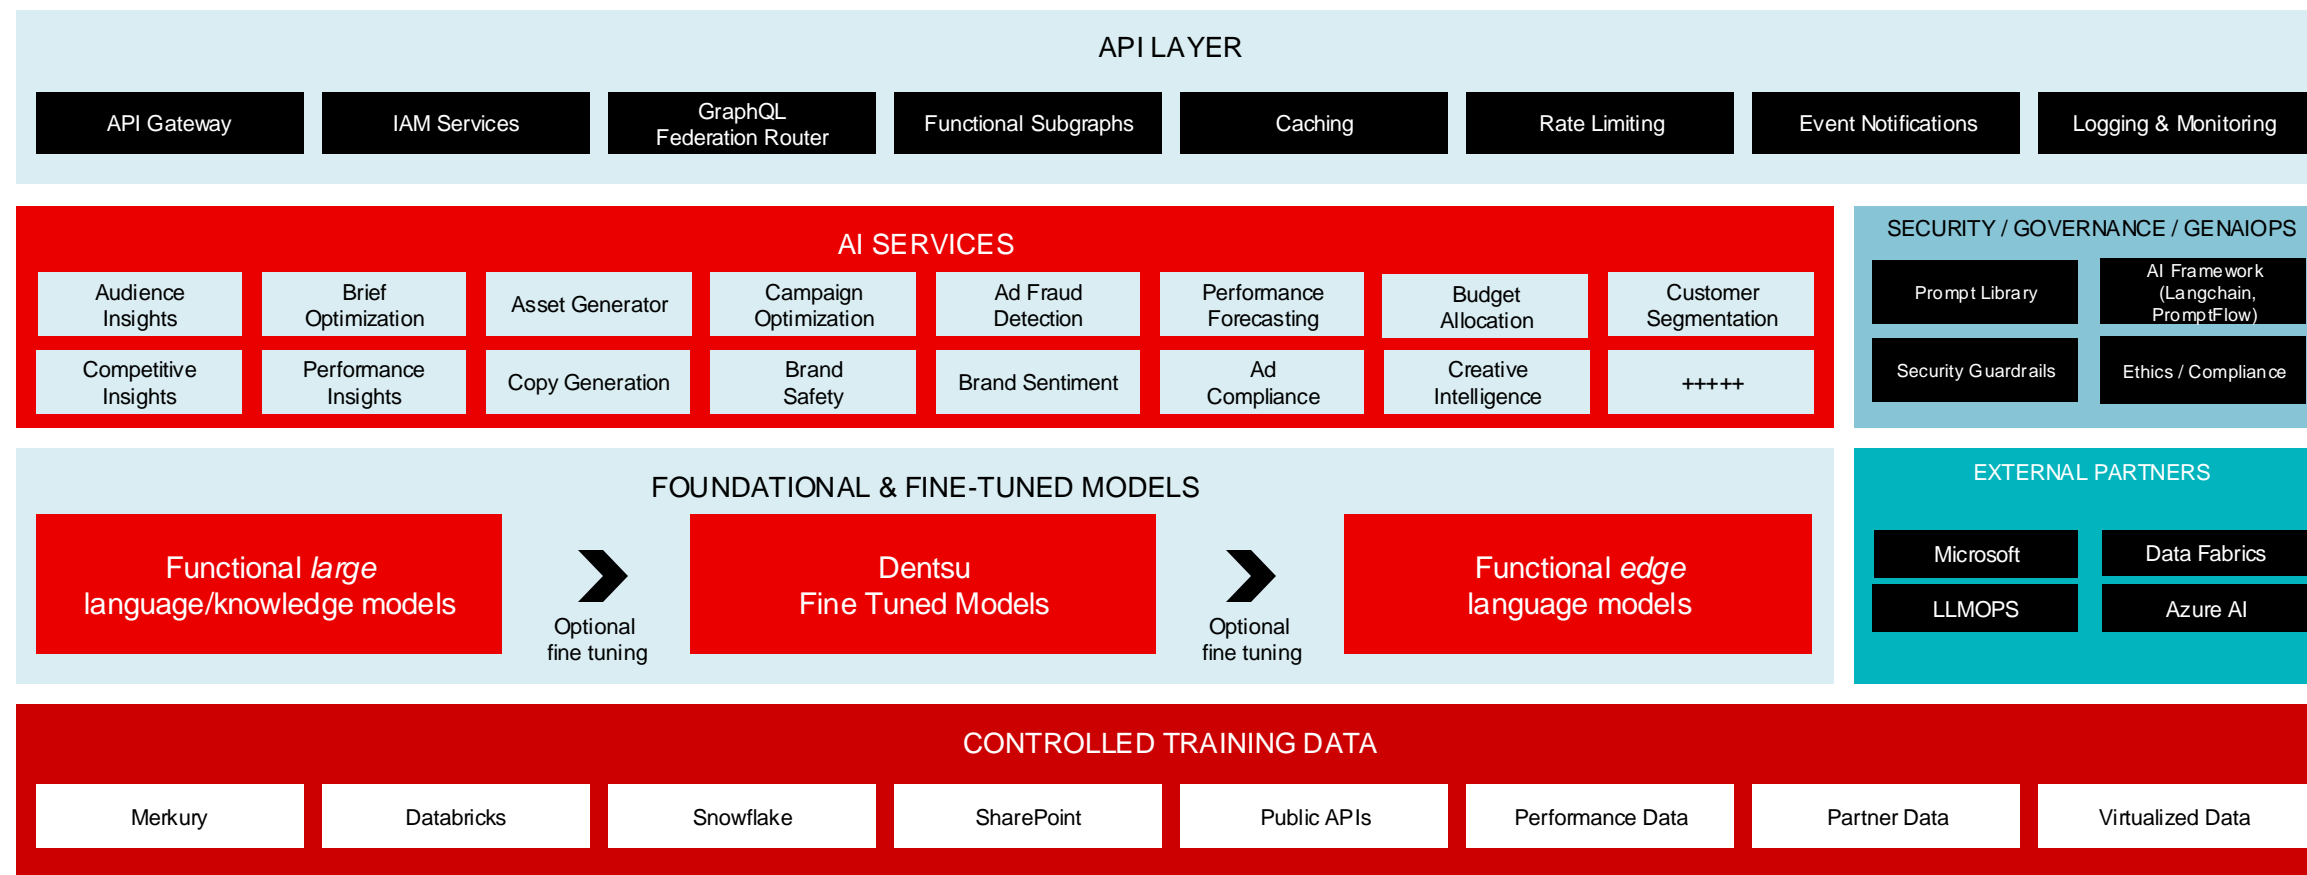 API LAYER
API Gateway
IAM Services
GraphQL
Federation Router
Functional Subgraphs
Caching
Rate Limiting
Event Notifications
Logging & Monitoring
AI SERVICES
Audience
Insights
Brief
Optimization
Asset Generator
Campaign
Optimization
Ad Fraud
Detection
Performance
Forecasting
Budget
Allocation
Customer
Segmentation
Competitive
Insights
Performance
Insights
Copy Generation
Brand
Safety
Brand Sentiment
Ad
Compliance
Creative
Intelligence
+++++
SECURITY / GOVERNANCE / GENAIOPS
Prompt Library
AI Framework
(Langchain,
PromptFlow)
Security Guardrails
Ethics / Compliance
FOUNDATIONAL & FINE-TUNED MODELS
Functional large
language/knowledge models
Optional
fine tuning
Dentsu
Fine Tuned Models
Optional
fine tuning
Functional edge
language models
EXTERNAL PARTNERS
Microsoft
Data Fabrics
LLMOPS
Azure AI
CONTROLLED TRAINING DATA
Merkury
Databricks
Snowflake
SharePoint
Public APIs
Performance Data
Partner Data
Virtualized Data